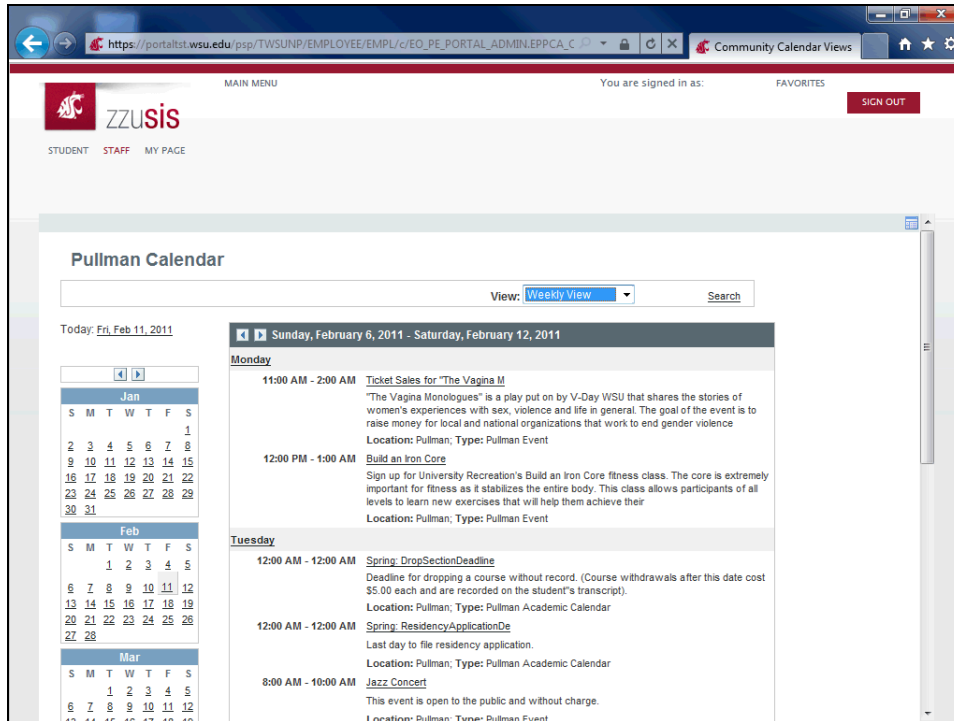 https://portaltst.wsu.edu/psp/TWSUNP/EMPLOYEE/EMPL/c/EO_PE_PORTAL_ADMIN.EPPCA_C
Community Calendar Views
MAIN MENU
You are signed in as:
FAVORITES
SIGN OUT
zzusis
STUDENT STAFF MY PAGE
Pullman Calendar
View: Weekly View Search
Today: Fri, Feb 11, 2011
Jan
S M T W T F S
1
2 3 4 5 6 7 8
9 10 11 12 13 14 15
16 17 18 19 20 21 22
23 24 25 26 27 28 29
30 31
Feb
S M T W T F S
1 2 3 4 5
6 7 8 9 10 11 12
13 14 15 16 17 18 19
20 21 22 23 24 25 26
27 28
Mar
S M T W T F S
1 2 3 4 5
6 7 8 9 10 11 12
13 14 15 16 17 18 19
Sunday, February 6, 2011 - Saturday, February 12, 2011
Monday
11:00 AM - 2:00 AM Ticket Sales for "The Vagina M
"The Vagina Monologues" is a play put on by V-Day WSU that shares the stories of
women's experiences with sex, violence and life in general. The goal of the event is to
raise money for local and national organizations that work to end gender violence
Location: Pullman; Type: Pullman Event
12:00 PM - 1:00 AM Build an Iron Core
Sign up for University Recreation's Build an Iron Core fitness class. The core is extremely
important for fitness as it stabilizes the entire body. This class allows participants of all
levels to learn new exercises that will help them achieve their
Location: Pullman; Type: Pullman Event
Tuesday
12:00 AM - 12:00 AM Spring: DropSectionDeadline
Deadline for dropping a course without record. (Course withdrawals after this date cost
$5.00 each and are recorded on the student"s transcript).
Location: Pullman; Type: Pullman Academic Calendar
12:00 AM - 12:00 AM Spring: ResidencyApplicationDe
Last day to file residency application.
Location: Pullman; Type: Pullman Academic Calendar
8:00 AM - 10:00 AM Jazz Concert
This event is open to the public and without charge.
Location: Pullman; Type: Pullman Event